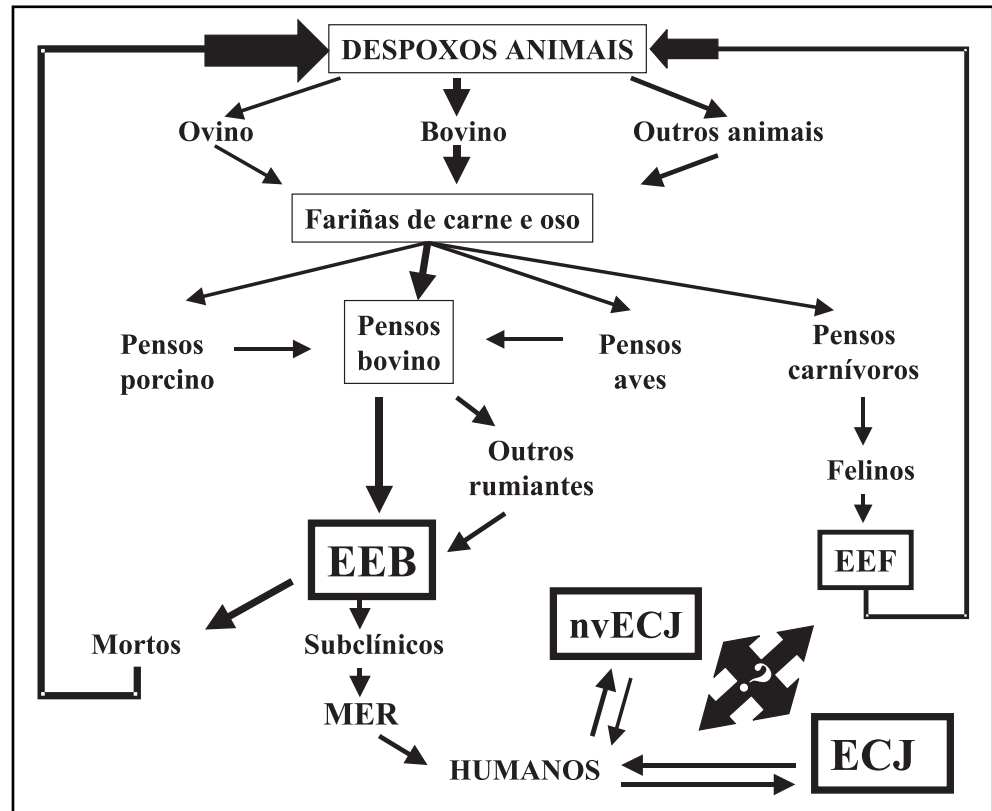 DESPOXOS ANIMAIS
Ovino
Bovino
Outros animais
Fariñas de carne e oso
Pensos
porcino
Pensos
bovino
Pensos
aves
Pensos
carnívoros
Outros
rumiantes
Felinos
EEB
EEF
nvECJ
Mortos
Subclínicos
?
MER
ECJ
HUMANOS